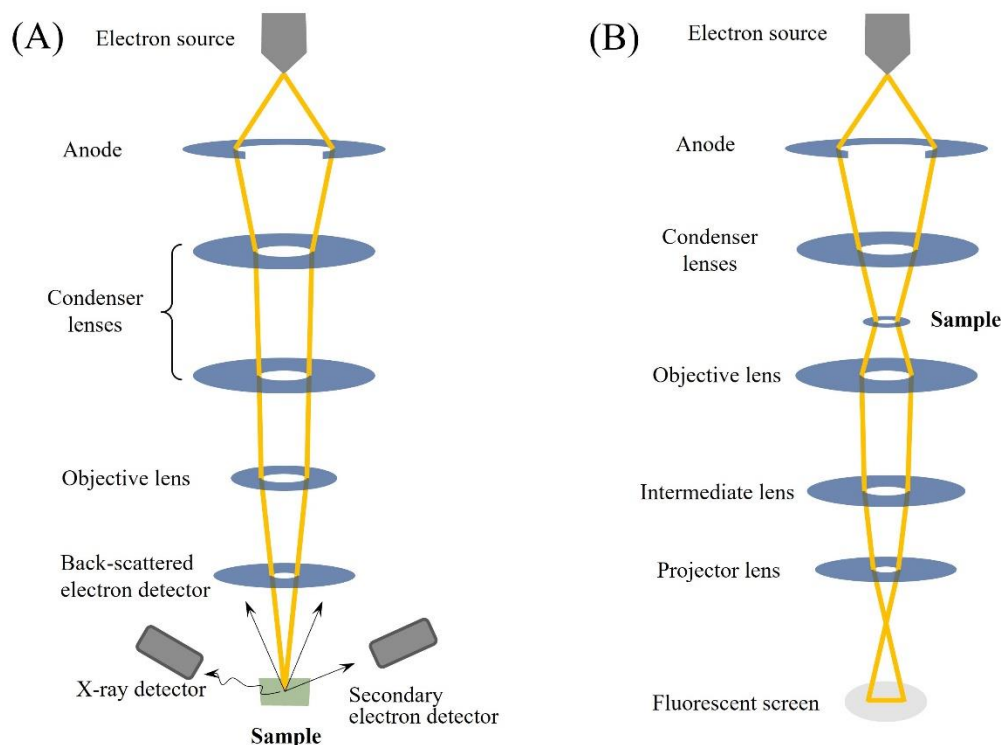 (A)
Electron source
Anode
Condenser
lenses
Objective lens
Back-scattered
electron detector
X-ray detector
Secondary
electron detector
Sample
(B)
Electron source
Anode
Condenser
lenses
Sample
Objective lens
Intermediate lens
Projector lens
Fluorescent screen